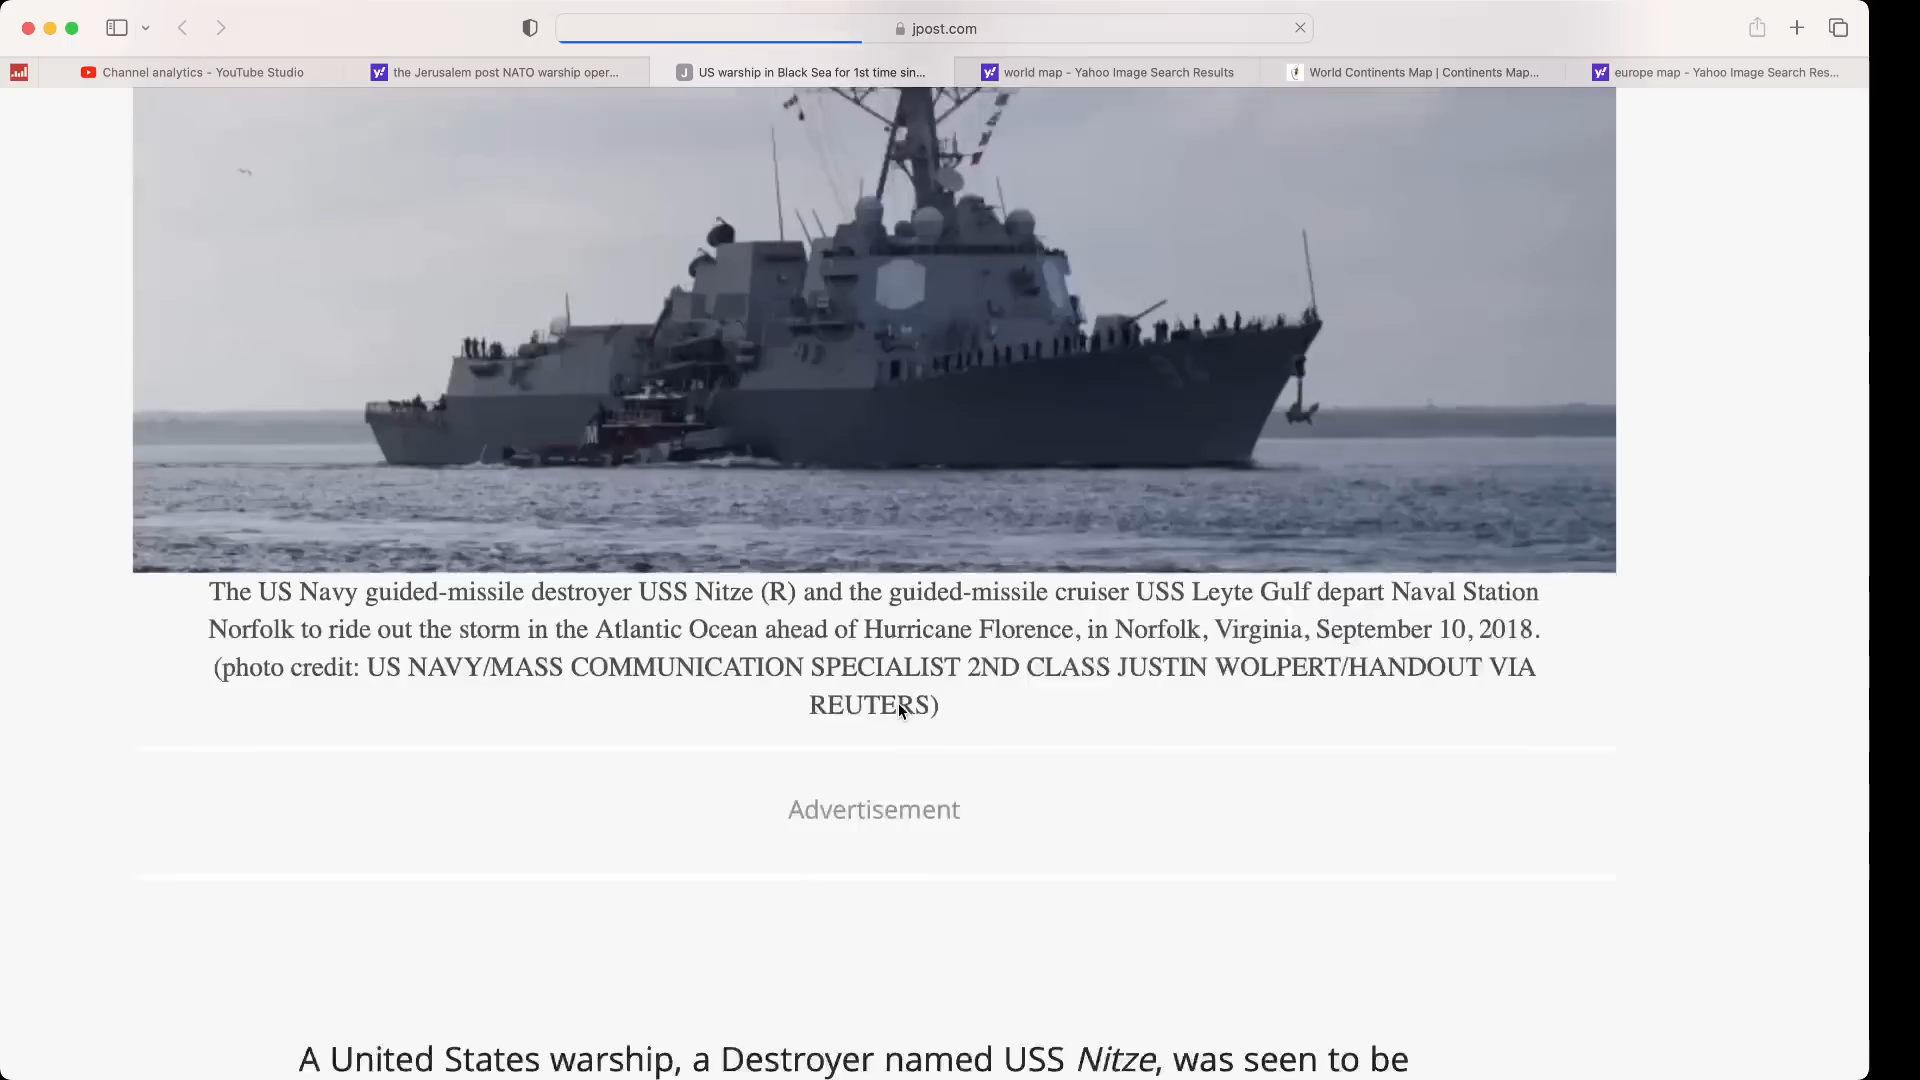 jpost.com
Channel analytics - YouTube Studio
the Jerusalem post NATO warship oper...
US warship in Black Sea for 1st time sin...
world map - Yahoo Image Search Results
World Continents Map | Continents Map...
europe map - Yahoo Image Search Res...
The US Navy guided-missile destroyer USS Nitze (R) and the guided-missile cruiser USS Leyte Gulf depart Naval Station
Norfolk to ride out the storm in the Atlantic Ocean ahead of Hurricane Florence, in Norfolk, Virginia, September 10, 2018.
(photo credit: US NAVY/MASS COMMUNICATION SPECIALIST 2ND CLASS JUSTIN WOLPERT/HANDOUT VIA
REUTERS)
Advertisement
A United States warship, a Destroyer named USS Nitze, was seen to be